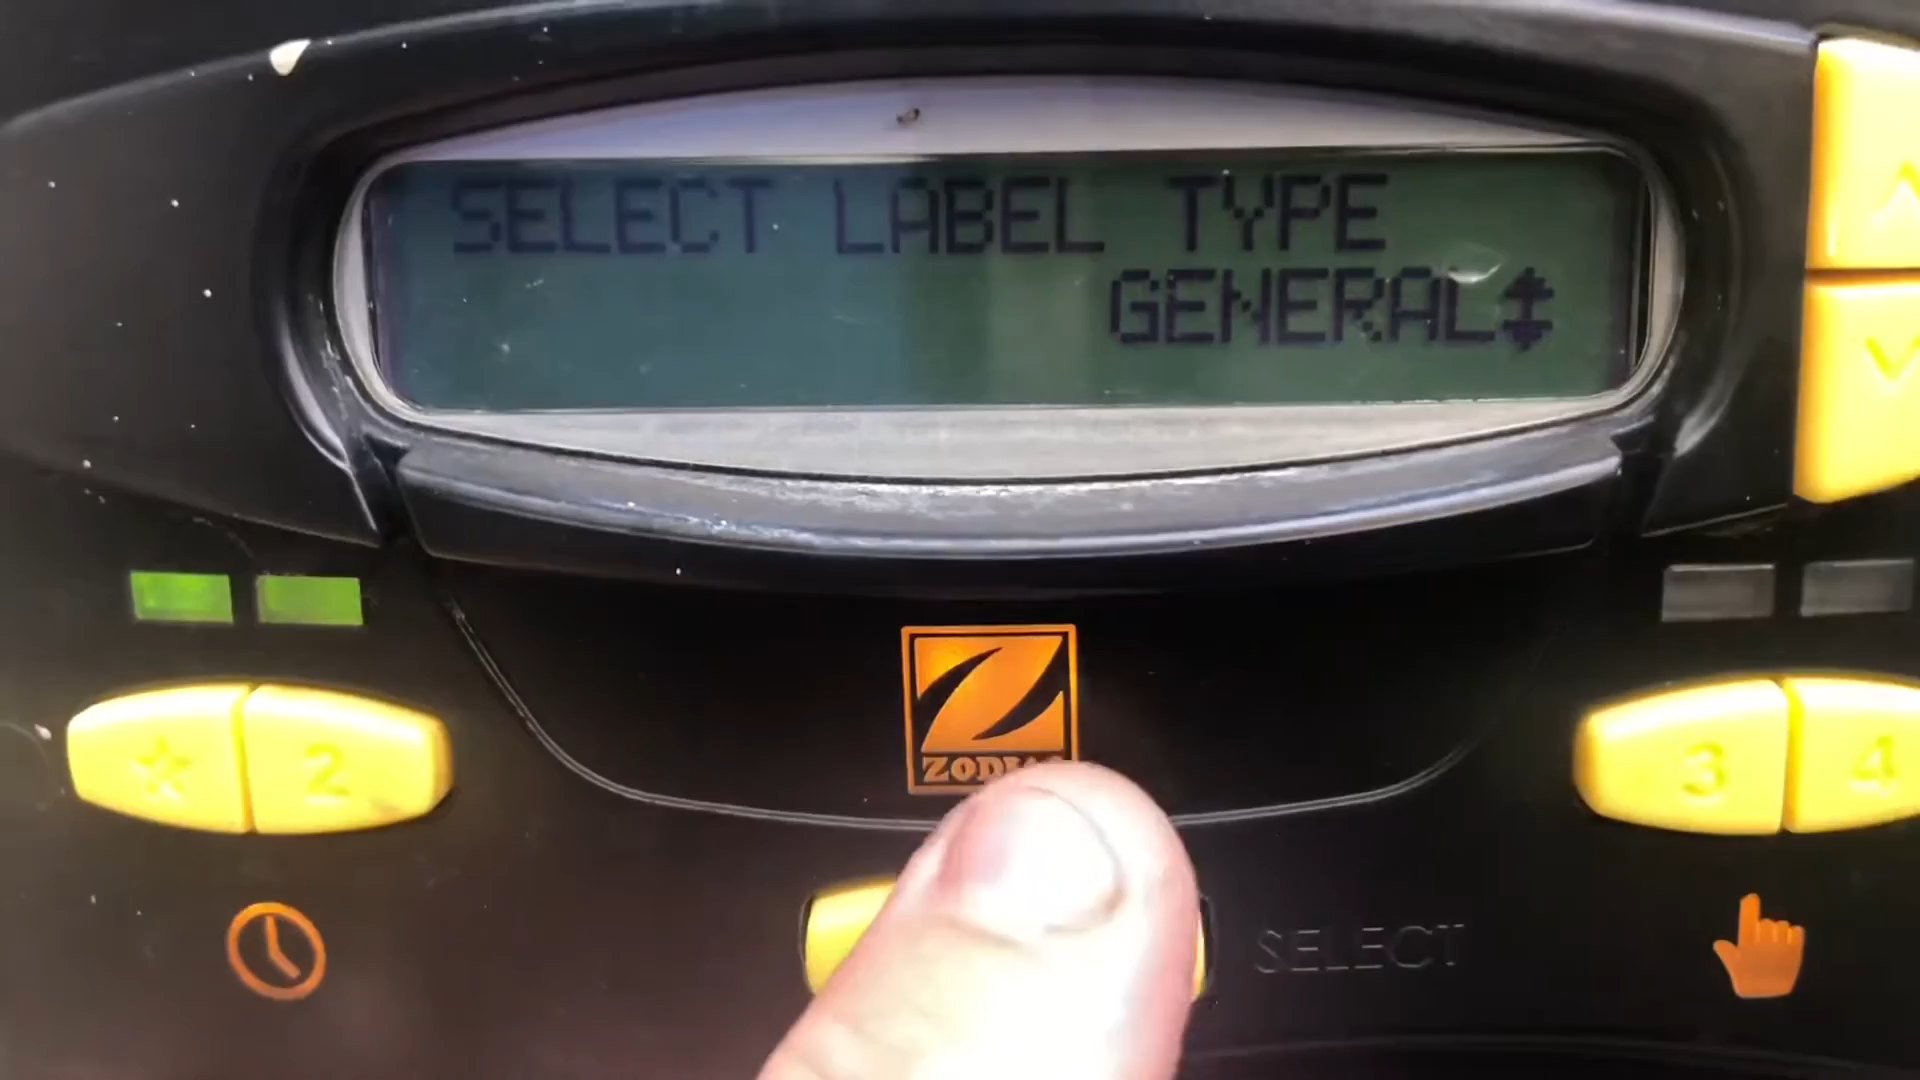 SELECT LABEL TYPE
GENERAL
2
3
4
SELECT